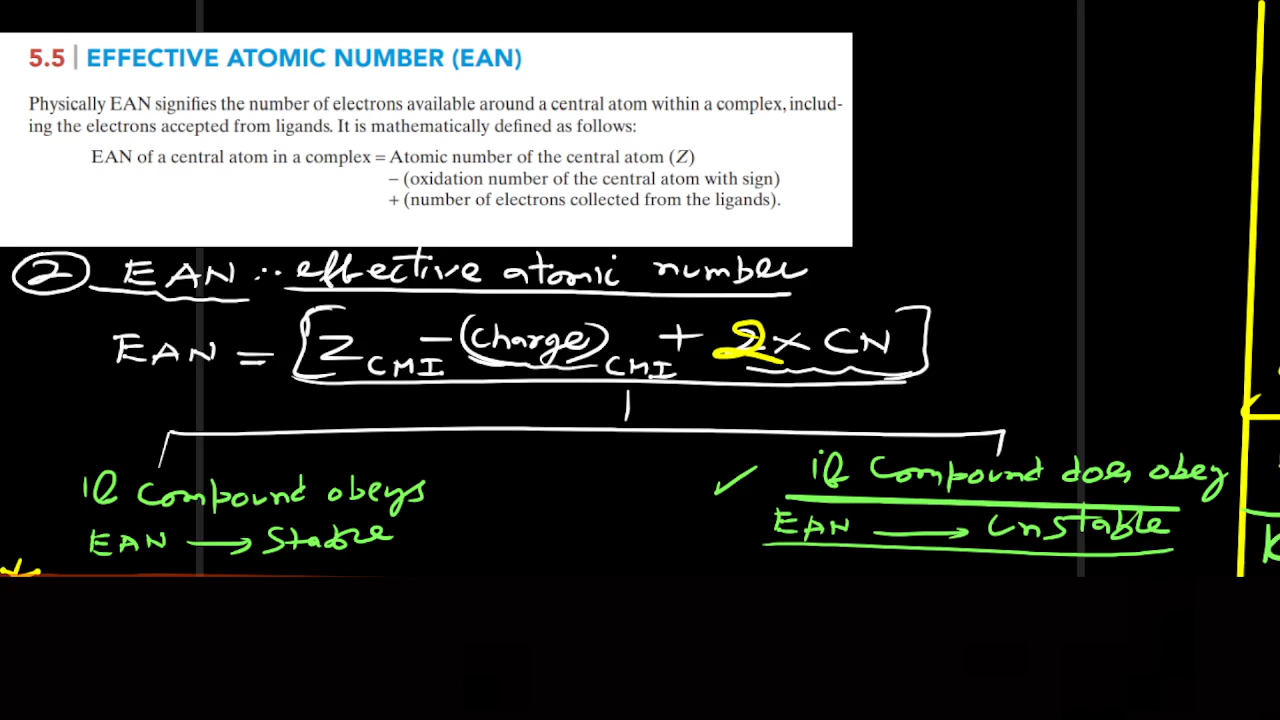 5.5 | EFFECTIVE ATOMIC NUMBER (EAN)
Physically EAN signifies the number of electrons available around a central atom within a complex, includ-
ing the electrons accepted from ligands. It is mathematically defined as follows:
EAN of a central atom in a complex = Atomic number of the central atom (Z)
− (oxidation number of the central atom with sign)
+ (number of electrons collected from the ligands).
2 EAN : effective atomic number
EAN = [Z CMI − (Charge) CMI + 2 × CN]
If Compound obeys
EAN → Stable
✓ if Compound does obey
EAN → Unstable